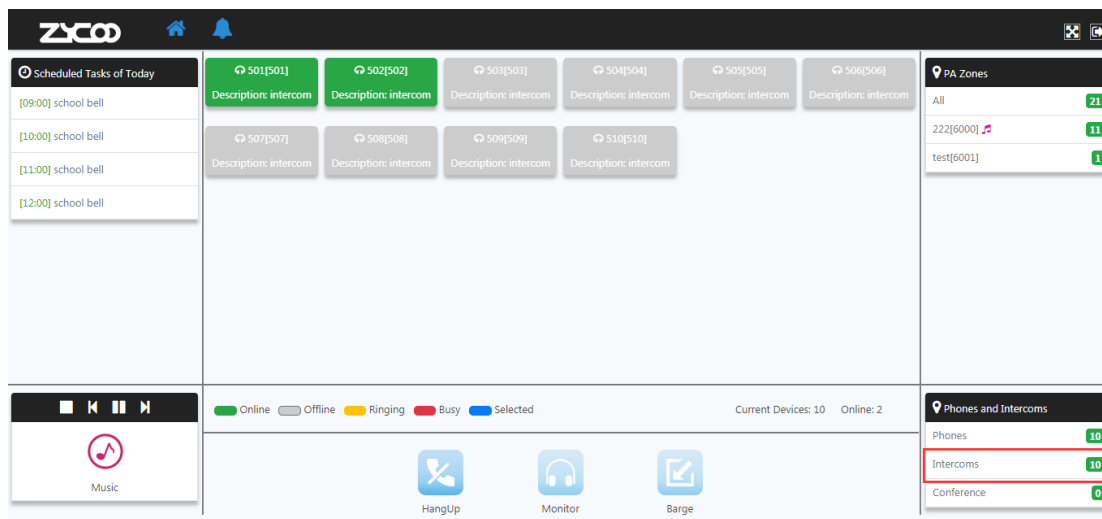 ZYCOO
Scheduled Tasks of Today
[09:00] school bell
[10:00] school bell
[11:00] school bell
[12:00] school bell
501[501]
Description: intercom
502[502]
Description: intercom
503[503]
Description: intercom
504[504]
Description: intercom
505[505]
Description: intercom
506[506]
Description: intercom
507[507]
Description: intercom
508[508]
Description: intercom
509[509]
Description: intercom
510[510]
Description: intercom
PA Zones
All 21
222[6000] 11
test[6001] 1
Music
Online Offline Ringing Busy Selected Current Devices: 10 Online: 2
HangUp Monitor Barge
Phones and Intercoms
Phones 10
Intercoms 10
Conference 0